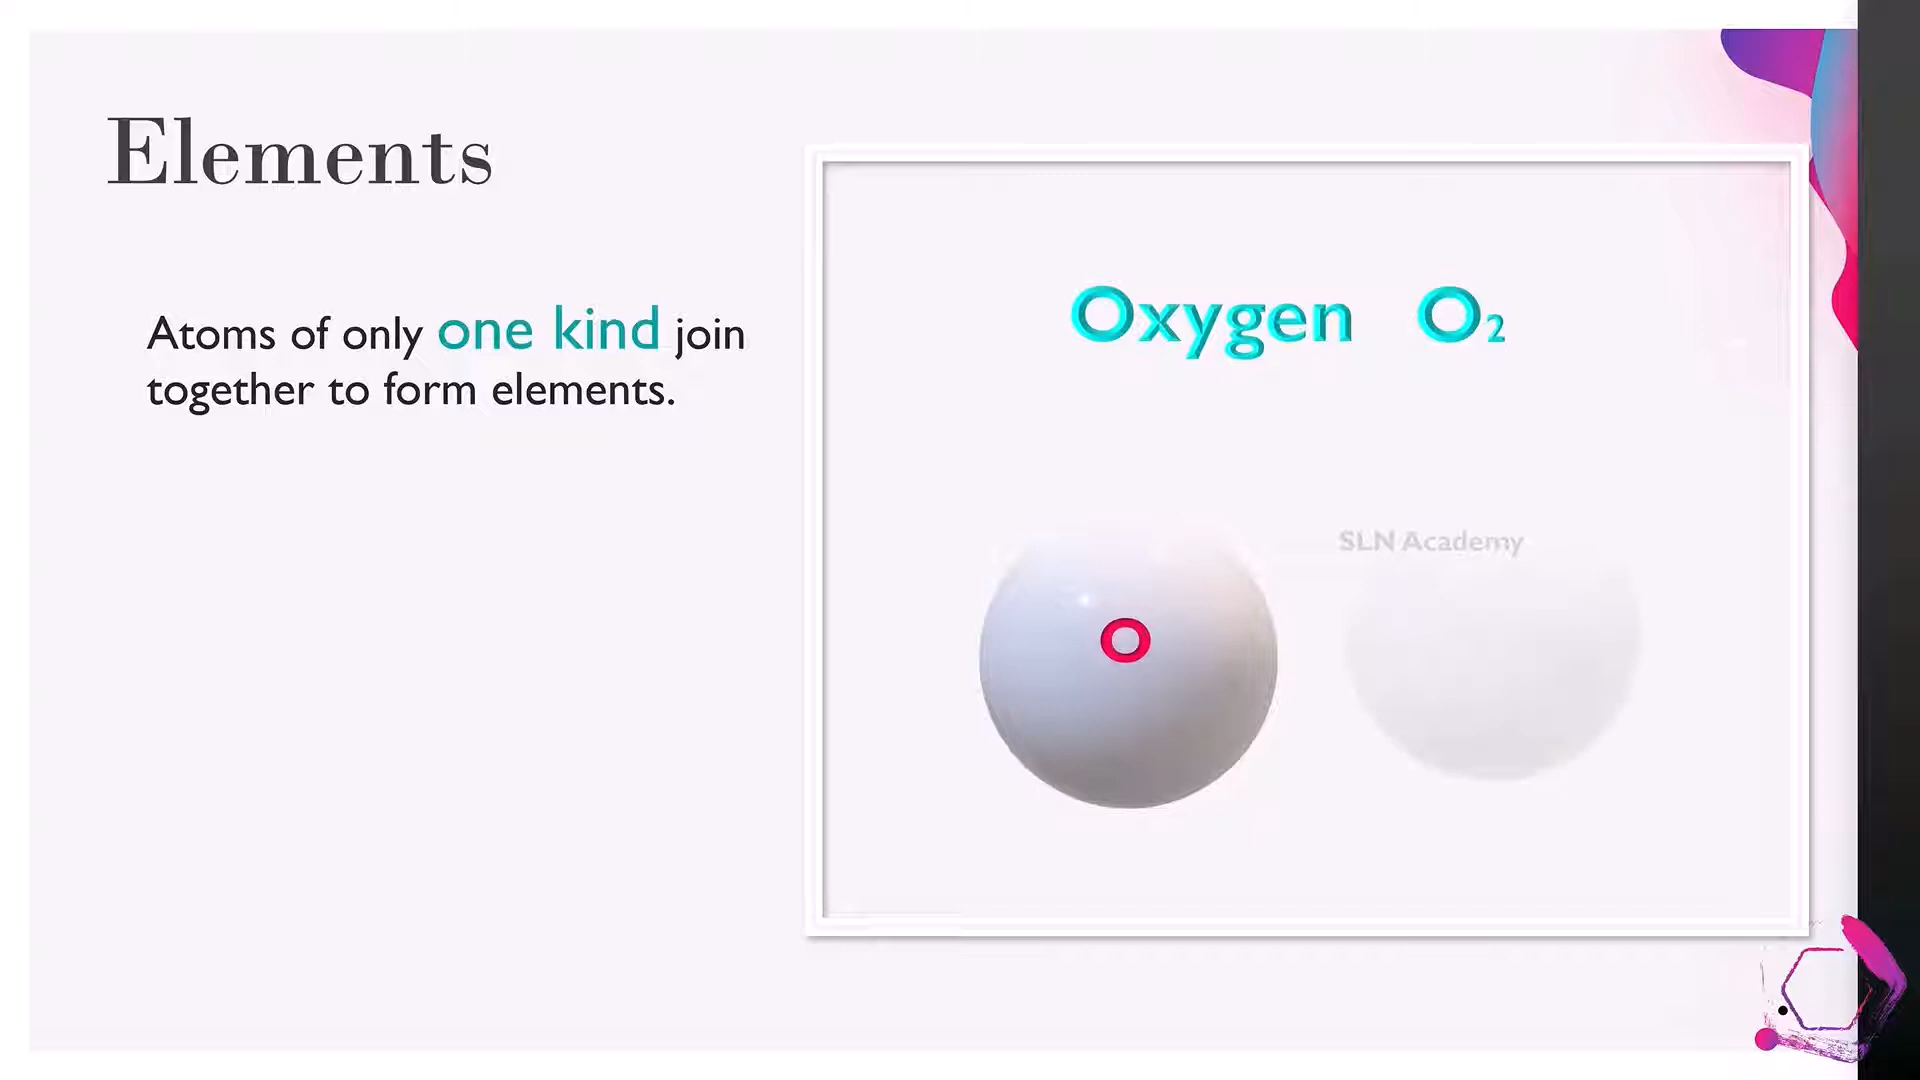 Elements
Atoms of only one kind join
together to form elements.
Oxygen O₂
SLN Academy
O